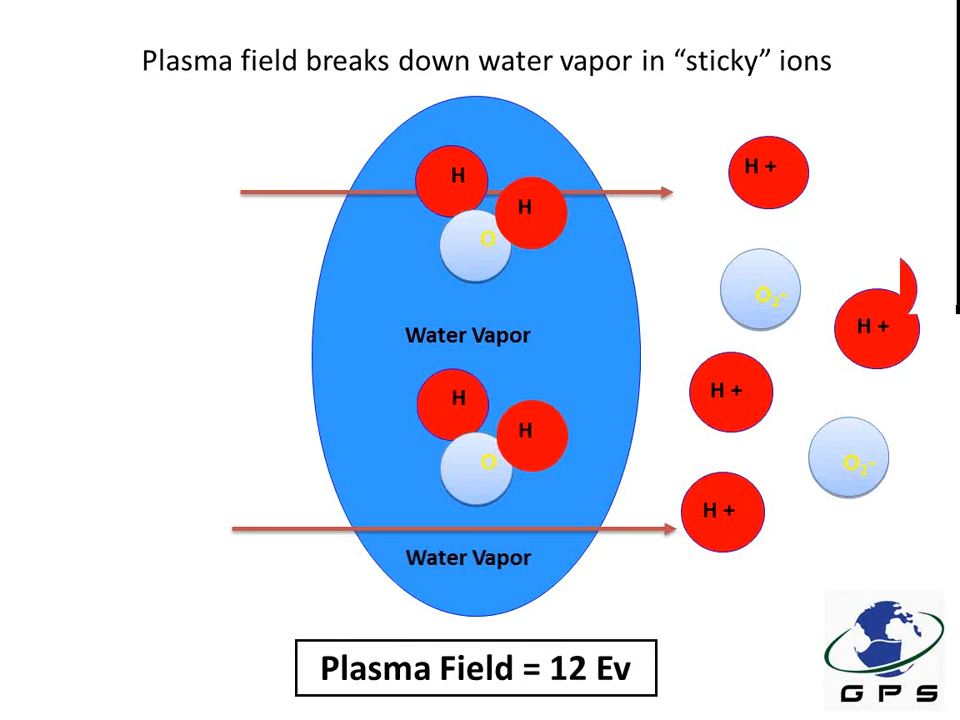 Plasma field breaks down water vapor in “sticky” ions
H
H
O
Water Vapor
H
H
O
Water Vapor
H +
O₂⁻
H +
H +
O₂⁻
H +
Plasma Field = 12 Ev
GPS